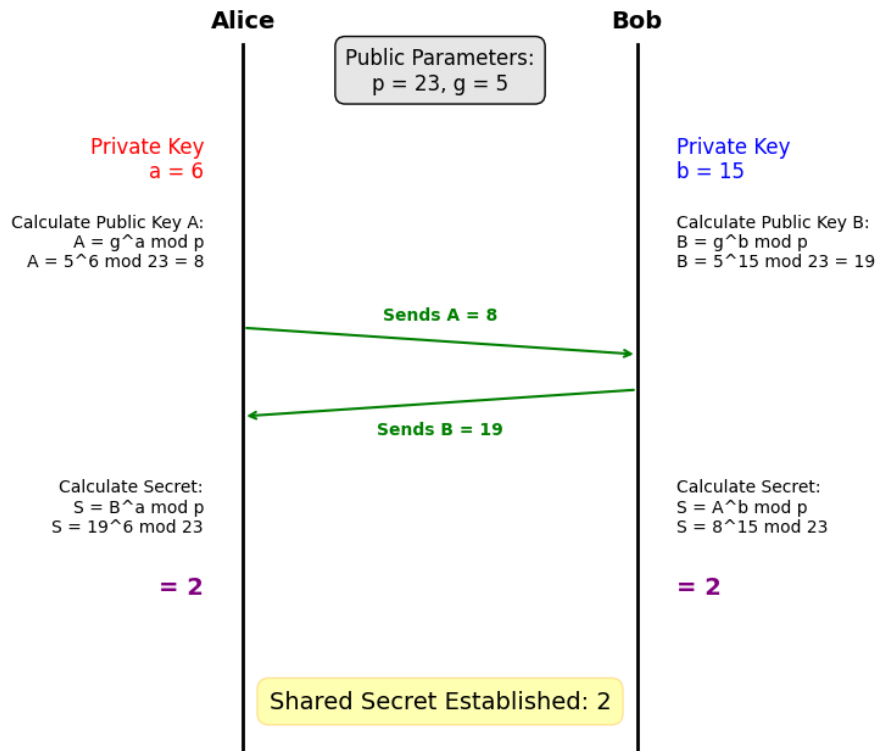 Alice
Bob
Public Parameters:
p = 23, g = 5
Private Key
a = 6
Private Key
b = 15
Calculate Public Key A:
A = g^a mod p
A = 5^6 mod 23 = 8
Calculate Public Key B:
B = g^b mod p
B = 5^15 mod 23 = 19
Sends A = 8
Sends B = 19
Calculate Secret:
S = B^a mod p
S = 19^6 mod 23
= 2
Calculate Secret:
S = A^b mod p
S = 8^15 mod 23
= 2
Shared Secret Established: 2